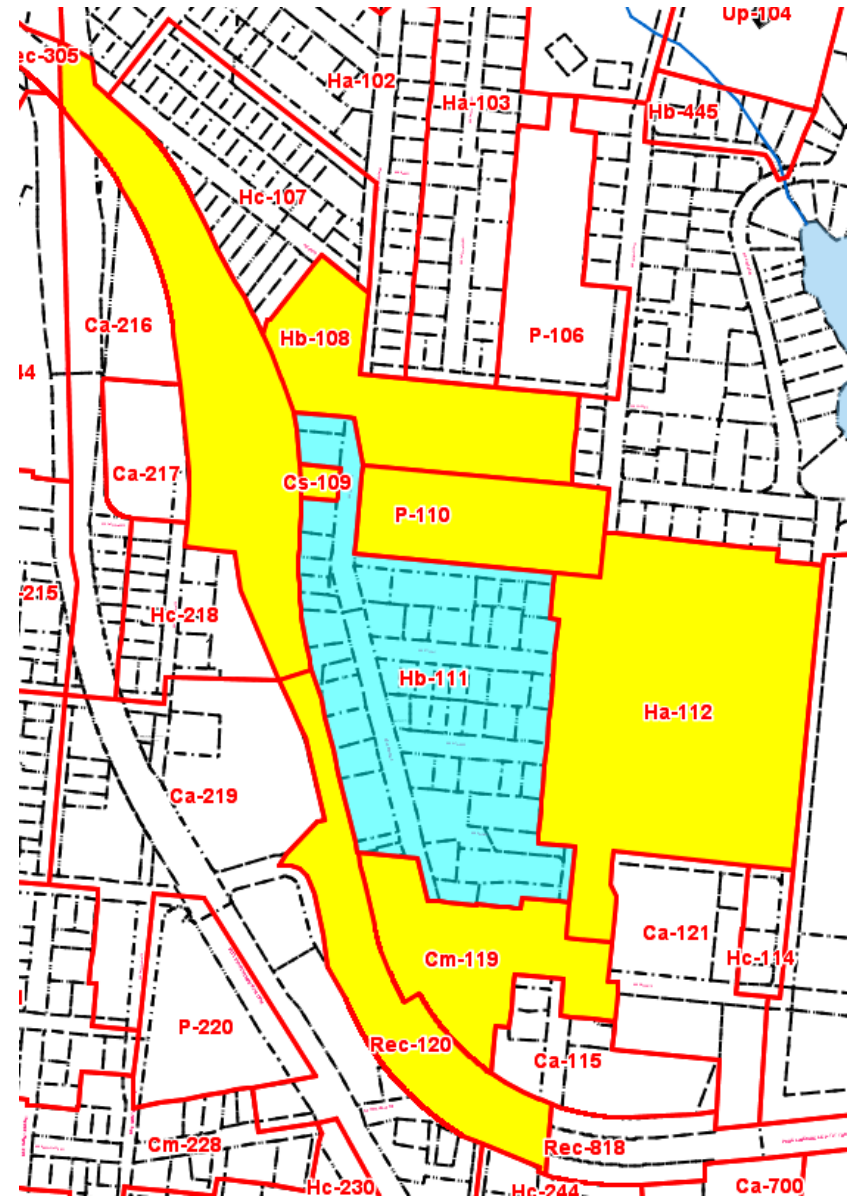 Up-104
ec-305
Ha-102
Ha-103
Hb-445
Hc-107
Ca-216
Hb-108
P-106
44
Ca-217
Cs-109
P-110
-215
Hc-218
Hb-111
Ha-112
Ca-219
Ca-121
Cm-119
Hc-114
P-220
Rec-120
Ca-115
Cm-228
Rec-818
Hc-230
Hc-244
Ca-700